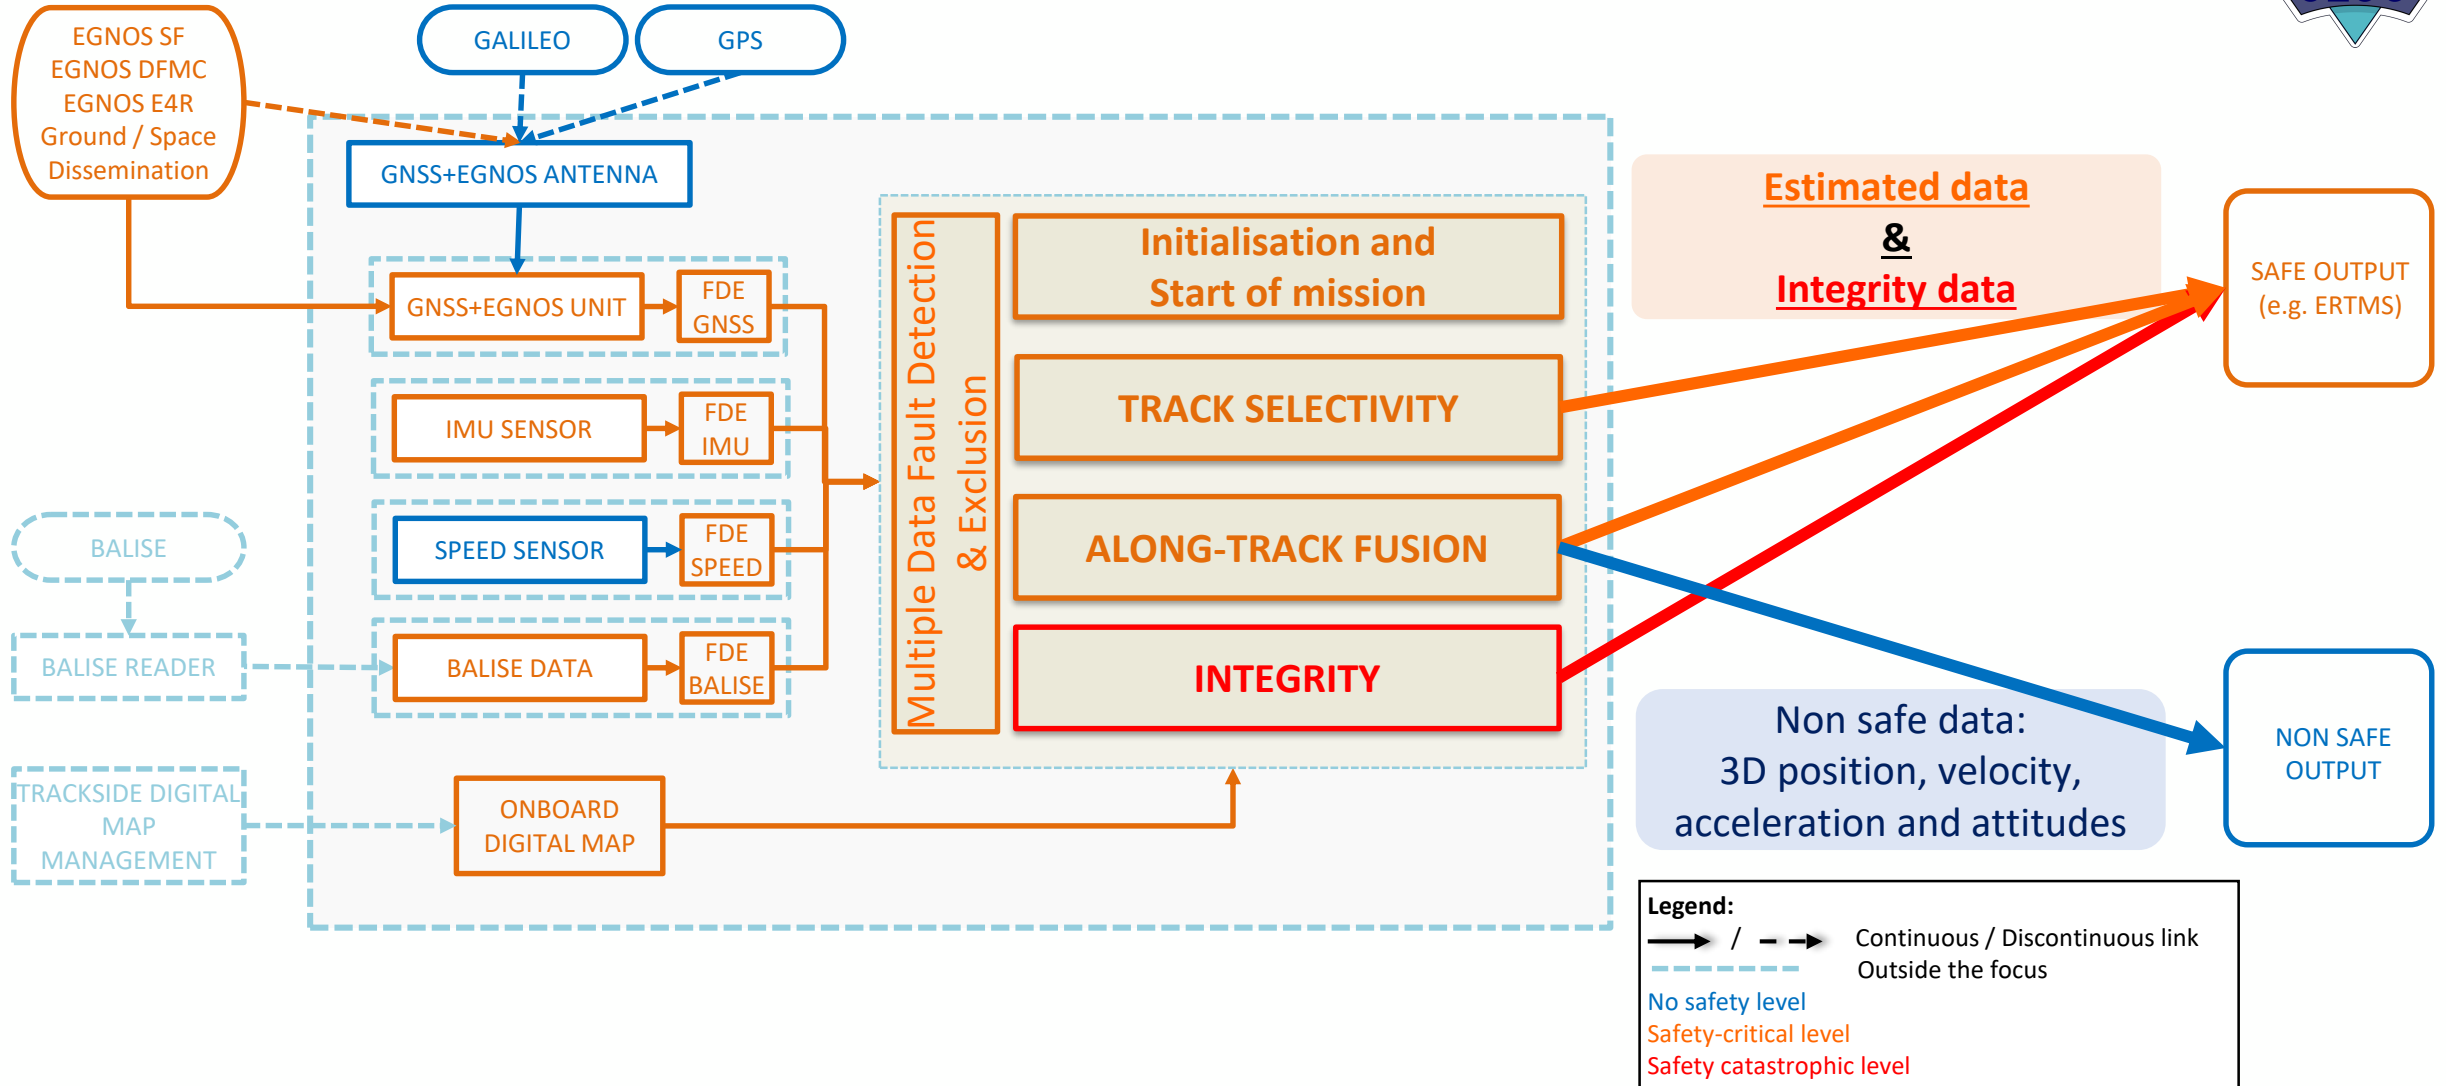 EGNOS SF
EGNOS DFMC
EGNOS E4R
Ground / Space
Dissemination
GALILEO
GPS
GNSS+EGNOS ANTENNA
GNSS+EGNOS UNIT
FDE
GNSS
IMU SENSOR
FDE
IMU
SPEED SENSOR
FDE
SPEED
BALISE DATA
FDE
BALISE
BALISE
BALISE READER
TRACKSIDE DIGITAL
MAP
MANAGEMENT
ONBOARD
DIGITAL MAP
Multiple Data Fault Detection
& Exclusion
Initialisation and
Start of mission
TRACK SELECTIVITY
ALONG-TRACK FUSION
INTEGRITY
Estimated data
&
Integrity data
SAFE OUTPUT
(e.g. ERTMS)
Non safe data:
3D position, velocity,
acceleration and attitudes
NON SAFE
OUTPUT
Legend:
/ Continuous / Discontinuous link
Outside the focus
No safety level
Safety-critical level
Safety catastrophic level